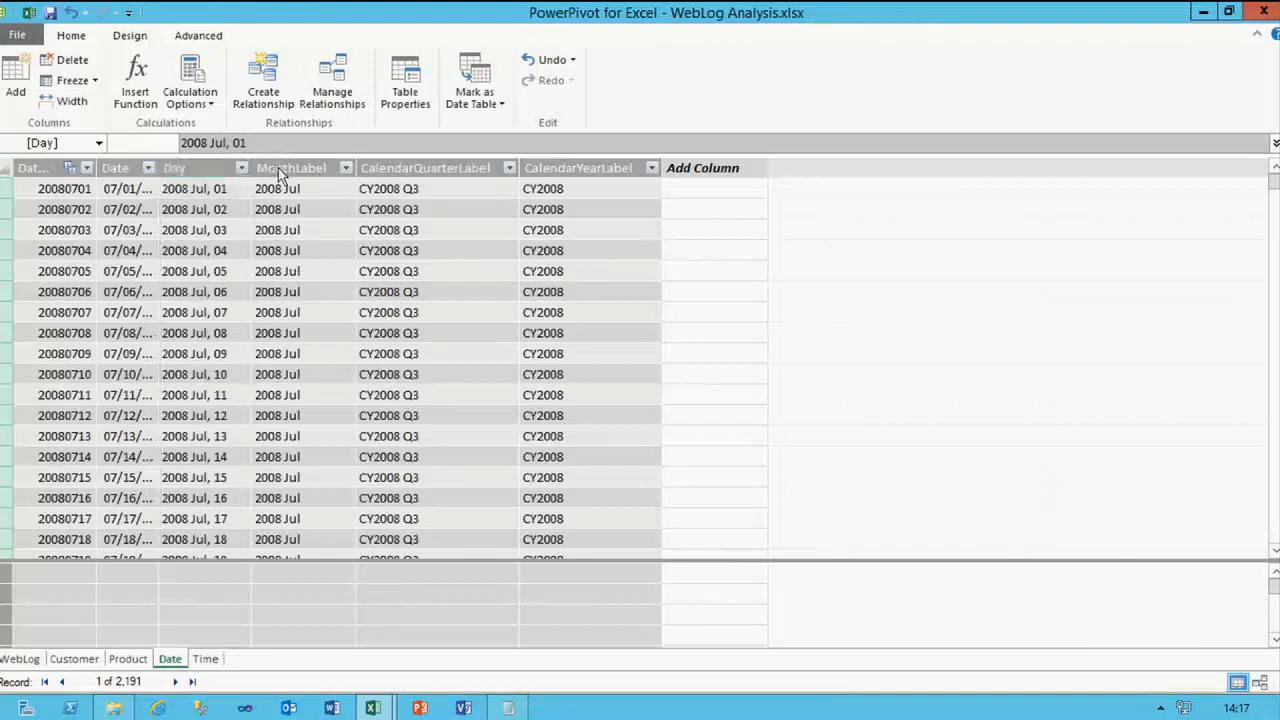 PowerPivot for Excel - WebLog Analysis.xlsx
File Home Design Advanced
Add
Delete
Freeze
Width
Columns
Insert Function
Calculation Options
Calculations
Create Relationship
Manage Relationships
Relationships
Table Properties
Mark as Date Table
Undo
Redo
Edit
[Day] 2008 Jul, 01
Dat... Date Day MonthLabel CalendarQuarterLabel CalendarYearLabel Add Column
20080701 07/01/... 2008 Jul, 01 2008 Jul CY2008 Q3 CY2008
20080702 07/02/... 2008 Jul, 02 2008 Jul CY2008 Q3 CY2008
20080703 07/03/... 2008 Jul, 03 2008 Jul CY2008 Q3 CY2008
20080704 07/04/... 2008 Jul, 04 2008 Jul CY2008 Q3 CY2008
20080705 07/05/... 2008 Jul, 05 2008 Jul CY2008 Q3 CY2008
20080706 07/06/... 2008 Jul, 06 2008 Jul CY2008 Q3 CY2008
20080707 07/07/... 2008 Jul, 07 2008 Jul CY2008 Q3 CY2008
20080708 07/08/... 2008 Jul, 08 2008 Jul CY2008 Q3 CY2008
20080709 07/09/... 2008 Jul, 09 2008 Jul CY2008 Q3 CY2008
20080710 07/10/... 2008 Jul, 10 2008 Jul CY2008 Q3 CY2008
20080711 07/11/... 2008 Jul, 11 2008 Jul CY2008 Q3 CY2008
20080712 07/12/... 2008 Jul, 12 2008 Jul CY2008 Q3 CY2008
20080713 07/13/... 2008 Jul, 13 2008 Jul CY2008 Q3 CY2008
20080714 07/14/... 2008 Jul, 14 2008 Jul CY2008 Q3 CY2008
20080715 07/15/... 2008 Jul, 15 2008 Jul CY2008 Q3 CY2008
20080716 07/16/... 2008 Jul, 16 2008 Jul CY2008 Q3 CY2008
20080717 07/17/... 2008 Jul, 17 2008 Jul CY2008 Q3 CY2008
20080718 07/18/... 2008 Jul, 18 2008 Jul CY2008 Q3 CY2008
WebLog Customer Product Date Time
Record: 1 of 2,191
14:17